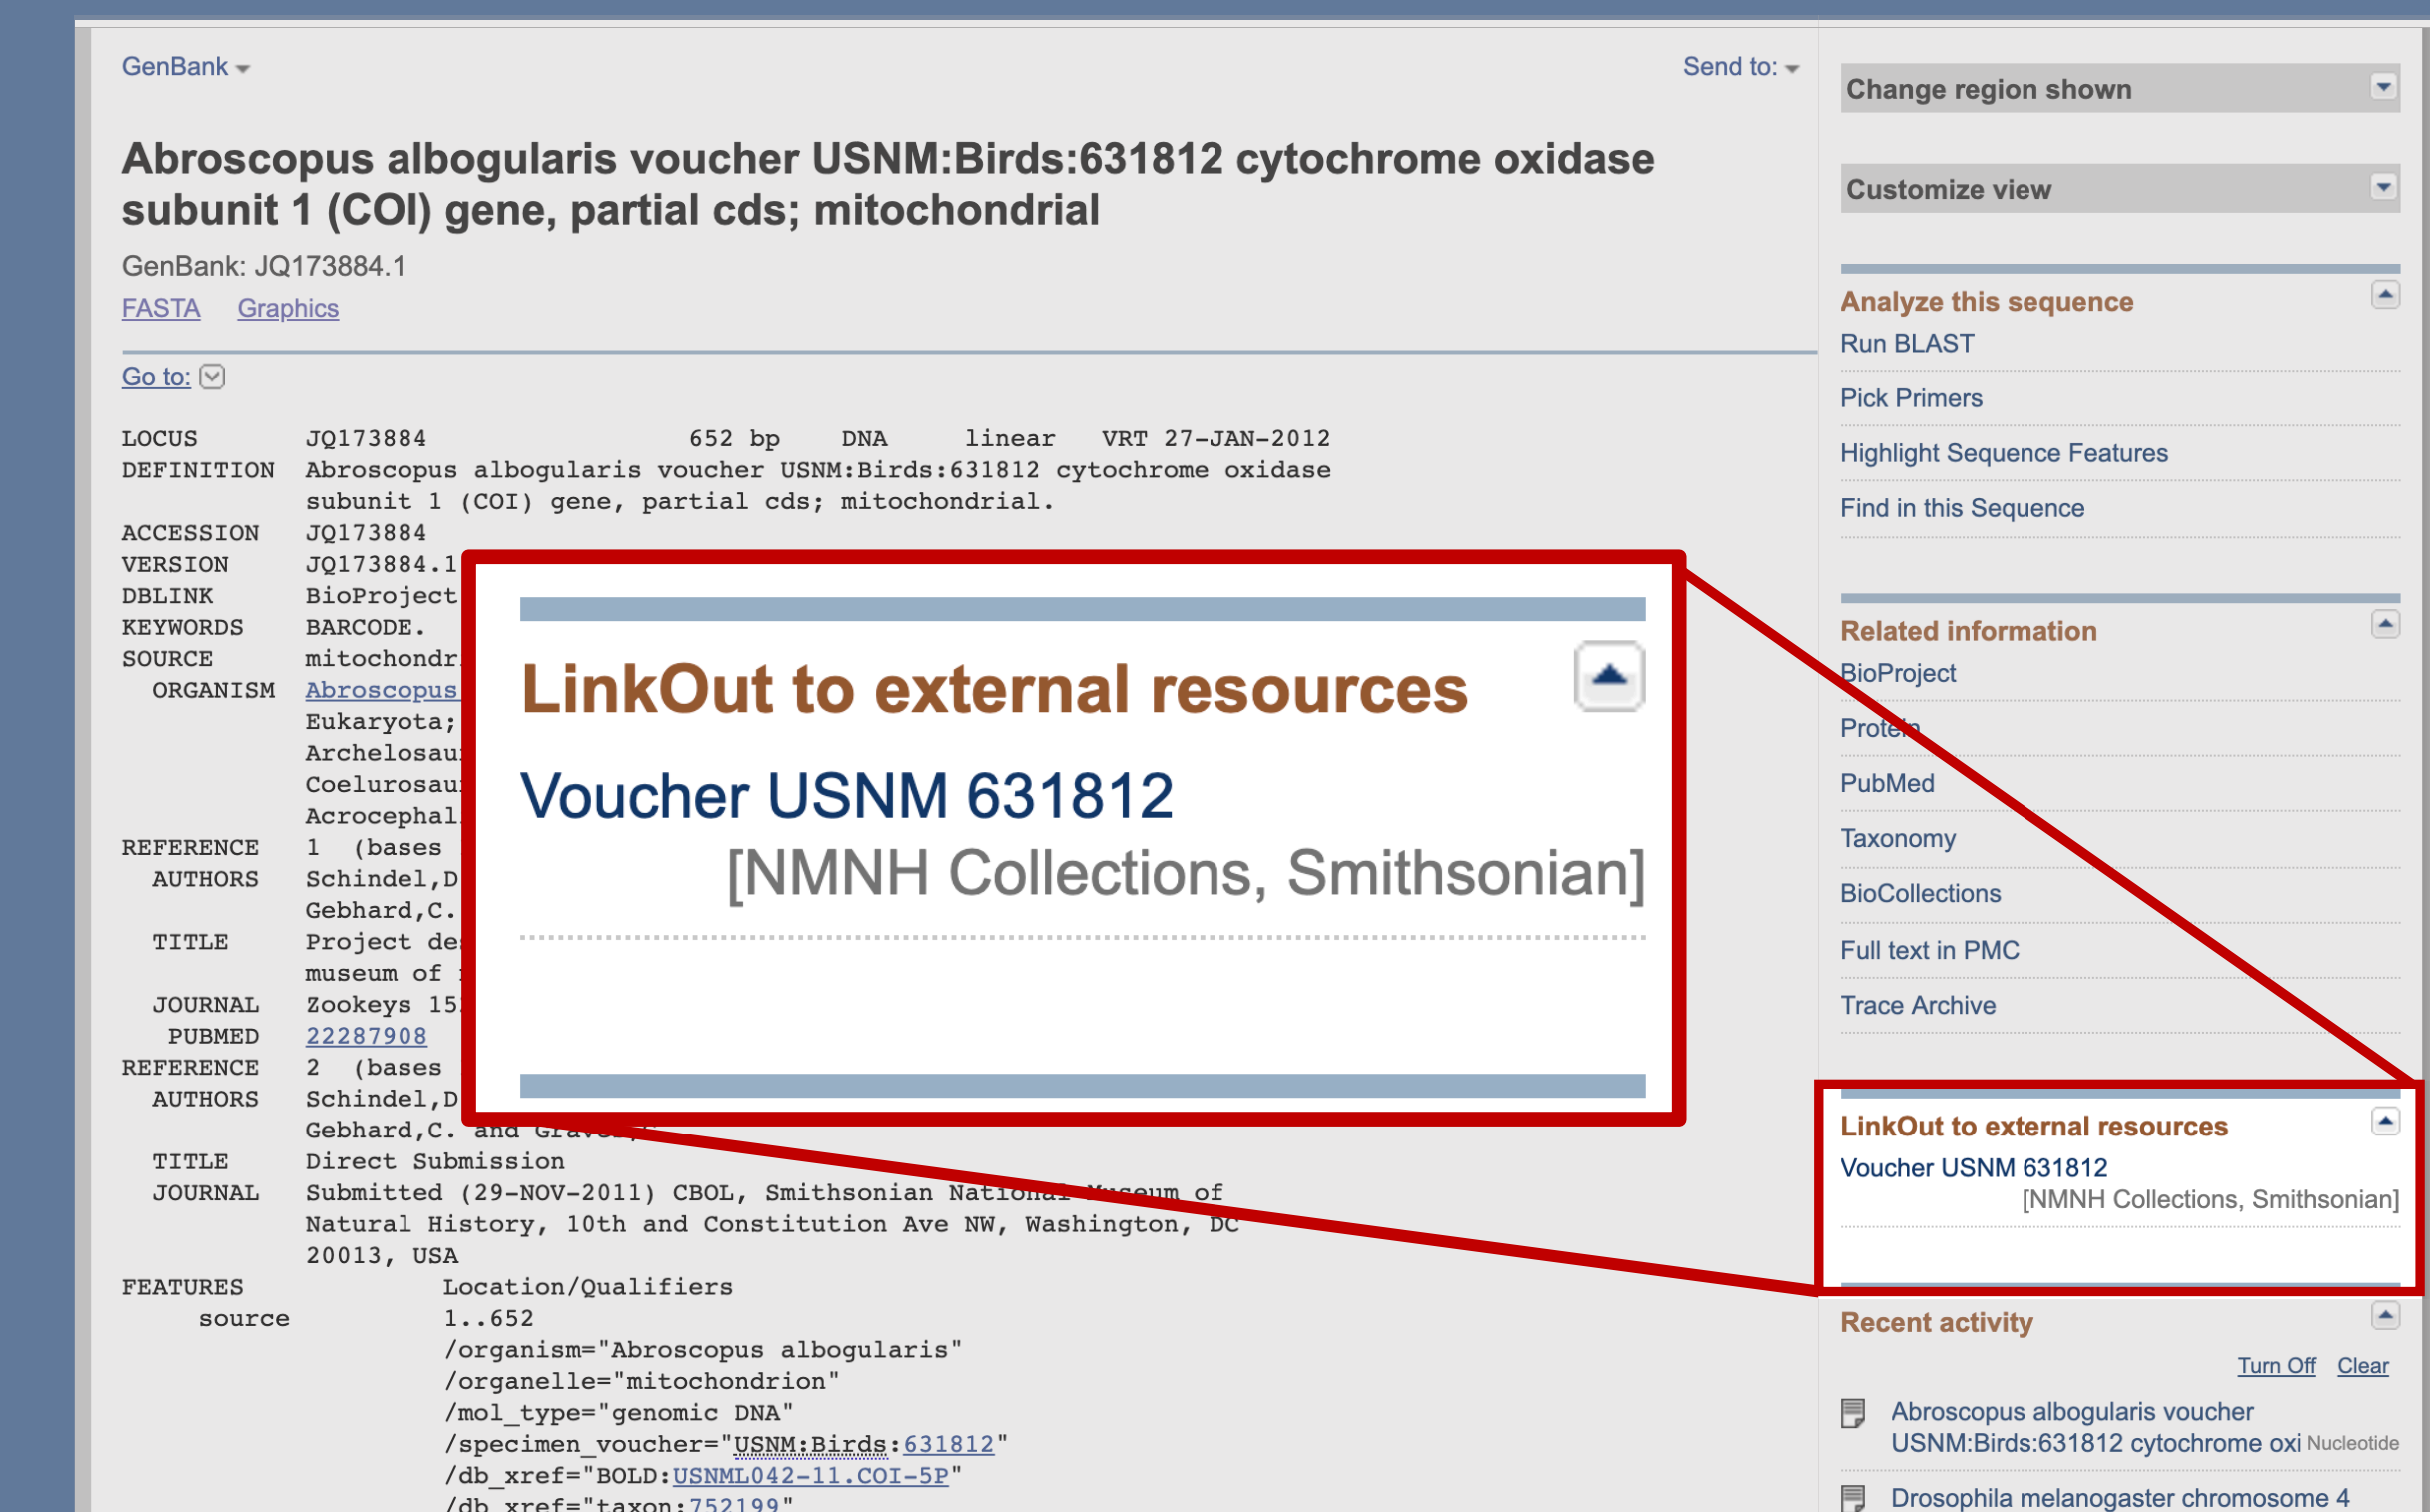 GenBank
Send to:
Abroscopus albogularis voucher USNM:Birds:631812 cytochrome oxidase
subunit 1 (COI) gene, partial cds; mitochondrial
GenBank: JQ173884.1
FASTA Graphics
Go to:
LOCUS JQ173884 652 bp DNA linear VRT 27-JAN-2012
DEFINITION Abroscopus albogularis voucher USNM:Birds:631812 cytochrome oxidase
subunit 1 (COI) gene, partial cds; mitochondrial.
ACCESSION JQ173884
VERSION JQ173884.1
DBLINK BioProject
KEYWORDS BARCODE.
SOURCE
ORGANISM Abroscopus
Eukaryota;
REFERENCE 1 (bases
AUTHORS Schindel,D
Gebhard,C.
TITLE Project
museum of
JOURNAL Zookeys
PUBMED 22287908
REFERENCE 2 (bases
AUTHORS Schindel,D
Gebhard,C. and
TITLE Direct Submission
JOURNAL Submitted (29-NOV-2011) CBOL, Smithsonian National Museum of
Natural History, 10th and Constitution Ave NW, Washington, DC
20013, USA
FEATURES Location/Qualifiers
source 1..652
/organism="Abroscopus albogularis"
/organelle="mitochondrion"
/mol_type="genomic DNA"
/specimen_voucher="USNM:Birds:631812"
/db_xref="BOLD:USNML042-11.COI-5P"
/db_xref="taxon:752199"
LinkOut to external resources
Voucher USNM 631812
[NMNH Collections, Smithsonian]
Change region shown
Customize view
Analyze this sequence
Run BLAST
Pick Primers
Highlight Sequence Features
Find in this Sequence
Related information
BioProject
Protein
PubMed
Taxonomy
BioCollections
Full text in PMC
Trace Archive
LinkOut to external resources
Voucher USNM 631812
[NMNH Collections, Smithsonian]
Recent activity
Turn Off Clear
Abroscopus albogularis voucher
USNM:Birds:631812 cytochrome oxi Nucleotide
Drosophila melanogaster chromosome 4